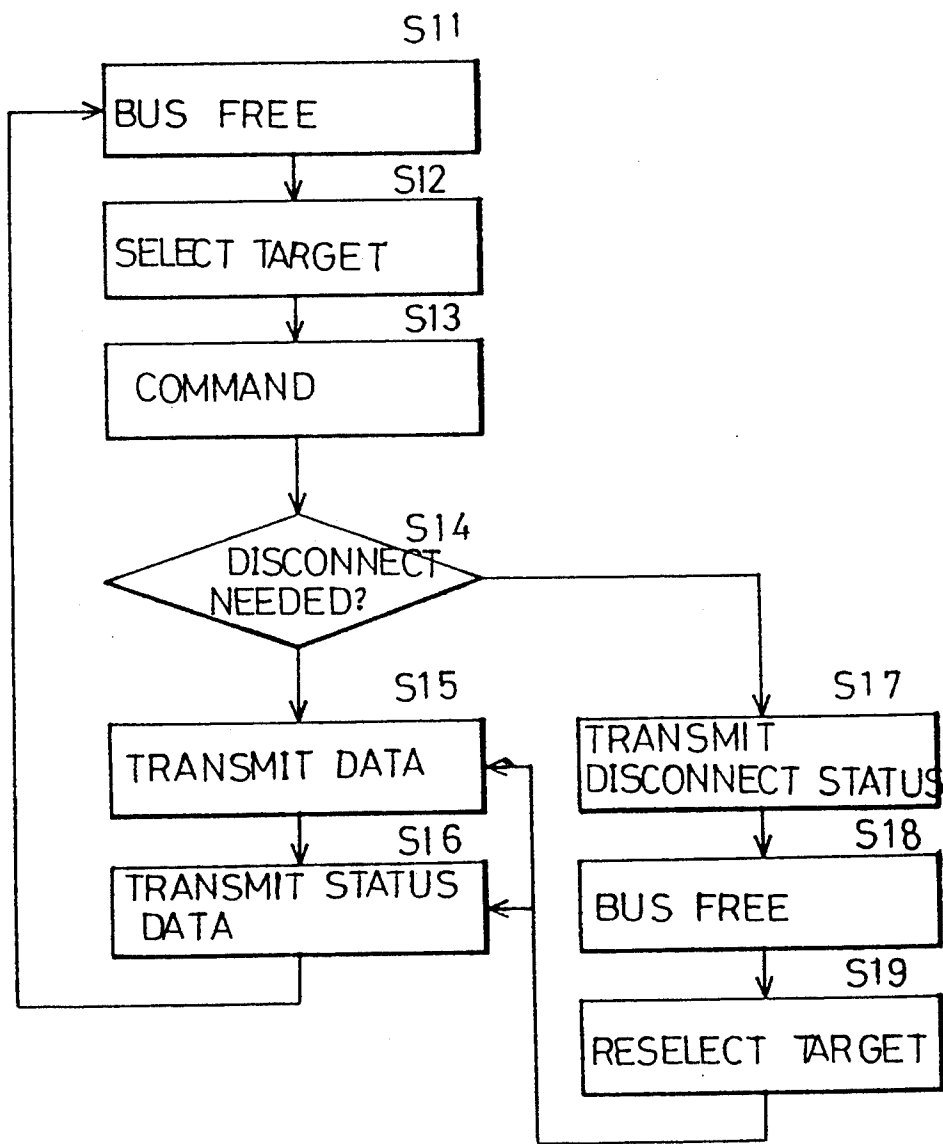 S11
BUS FREE
S12
SELECT TARGET
S13
COMMAND
S14
DISCONNECT
NEEDED?
S15
TRANSMIT DATA
S16
TRANSMIT STATUS
DATA
S17
TRANSMIT
DISCONNECT STATUS
S18
BUS FREE
S19
RESELECT TARGET